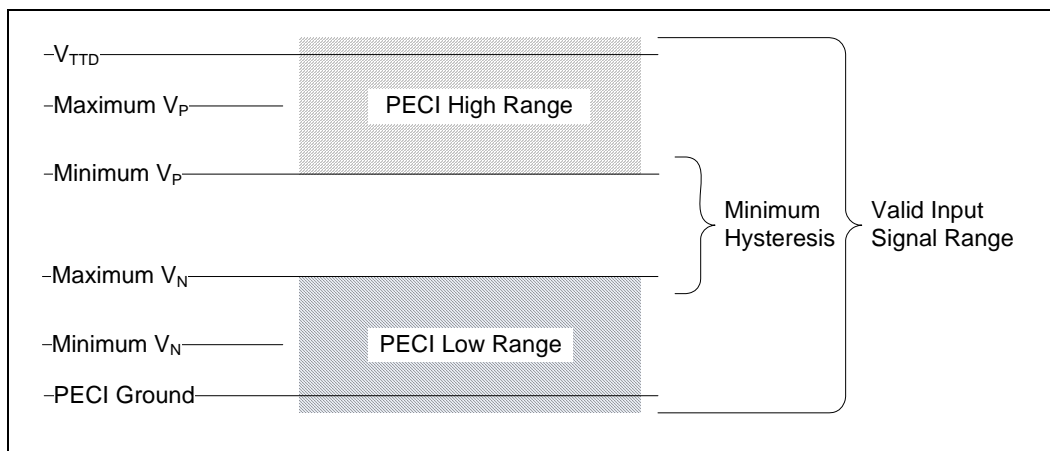 V_TTD
Maximum V_P
PECI High Range
Minimum V_P
Minimum
Hysteresis
Valid Input
Signal Range
Maximum V_N
Minimum V_N
PECI Low Range
PECI Ground